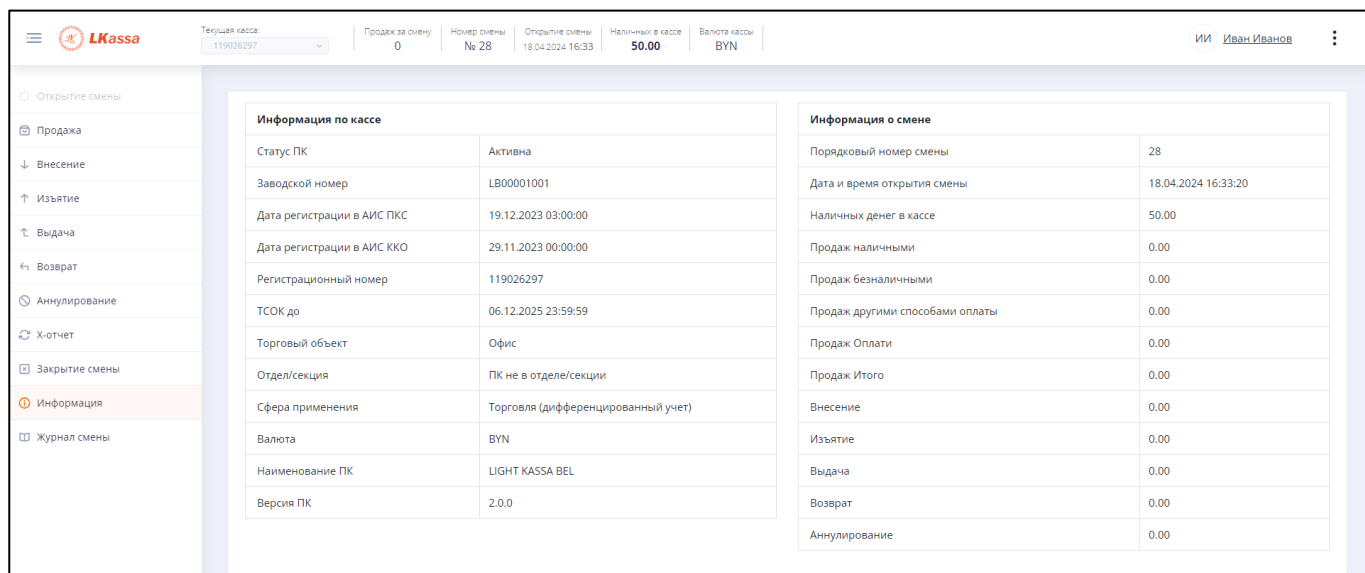 LKassa
Текущая касса:
119026297
Продаж за смену
0
Номер смены
№ 28
Открытие смены
18.04.2024 16:33
Наличных в кассе
50.00
Валюта кассы
BYN
ИИ Иван Иванов
Открытие смены
Продажа
Внесение
Изъятие
Выдача
Возврат
Аннулирование
X-отчет
Закрытие смены
Информация
Журнал смены
Информация по кассе
Статус ПК Активна
Заводской номер LB00001001
Дата регистрации в АИС ПКС 19.12.2023 03:00:00
Дата регистрации в АИС ККО 29.11.2023 00:00:00
Регистрационный номер 119026297
ТСОК до 06.12.2025 23:59:59
Торговый объект Офис
Отдел/секция ПК не в отделе/секции
Сфера применения Торговля (дифференцированный учет)
Валюта BYN
Наименование ПК LIGHT KASSA BEL
Версия ПК 2.0.0
Информация о смене
Порядковый номер смены 28
Дата и время открытия смены 18.04.2024 16:33:20
Наличных денег в кассе 50.00
Продаж наличными 0.00
Продаж безналичными 0.00
Продаж другими способами оплаты 0.00
Продаж Оплати 0.00
Продаж Итого 0.00
Внесение 0.00
Изъятие 0.00
Выдача 0.00
Возврат 0.00
Аннулирование 0.00